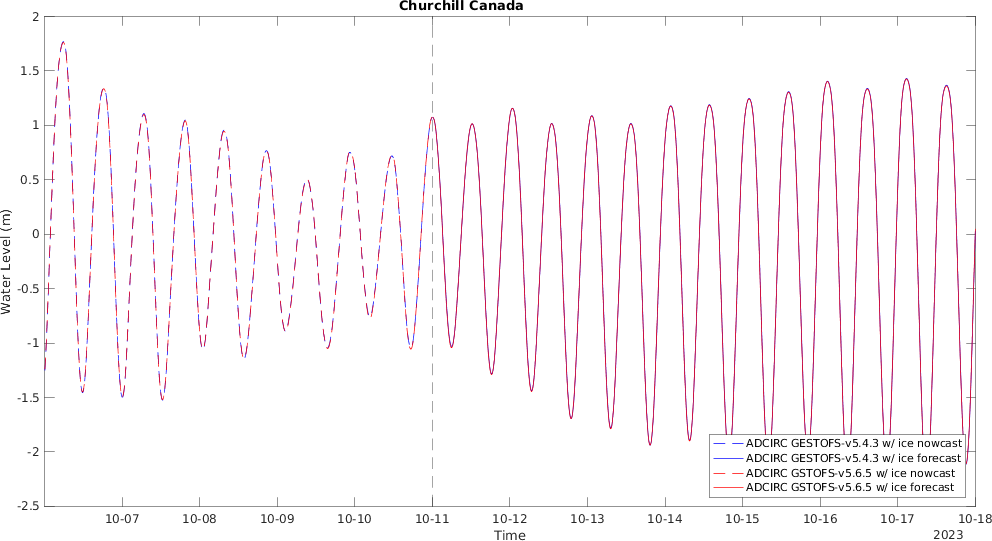 Churchill Canada
2
1.5
1
0.5
0
-0.5
-1
-1.5
-2
-2.5
Water Level (m)
ADCIRC GESTOFS-v5.4.3 w/ ice nowcast
ADCIRC GESTOFS-v5.4.3 w/ ice forecast
ADCIRC GSTOFS-v5.6.5 w/ ice nowcast
ADCIRC GSTOFS-v5.6.5 w/ ice forecast
10-07 10-08 10-09 10-10 10-11 10-12 10-13 10-14 10-15 10-16 10-17 10-18
Time
2023